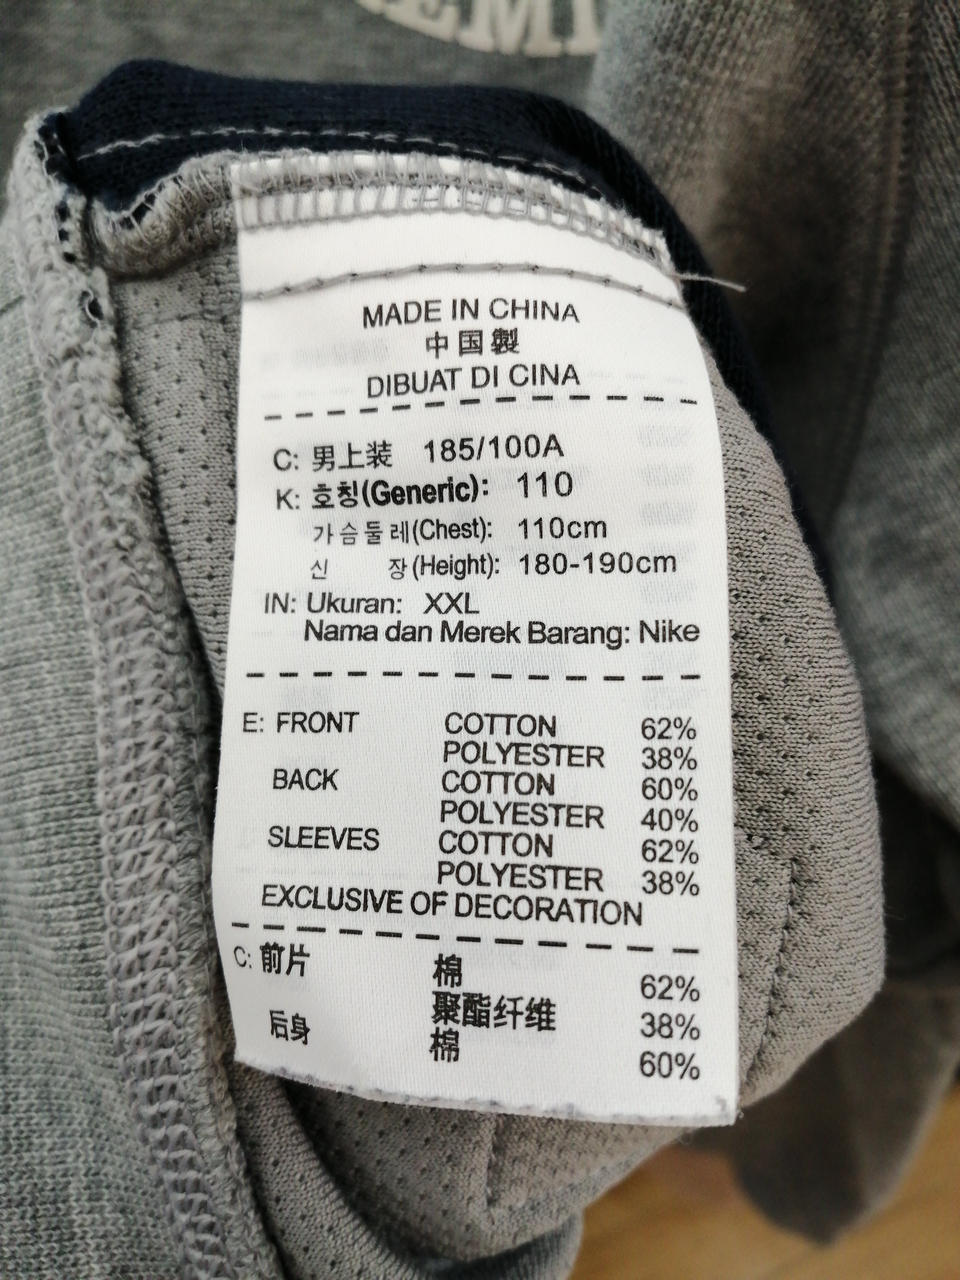 MADE IN CHINA
中国製
DIBUAT DI CINA
C: 男上装 185/100A
K: 호칭(Generic): 110
가슴둘레(Chest): 110cm
신 장(Height): 180-190cm
IN: Ukuran: XXL
Nama dan Merek Barang: Nike
E: FRONT COTTON 62%
POLYESTER 38%
BACK COTTON 60%
POLYESTER 40%
SLEEVES COTTON 62%
POLYESTER 38%
EXCLUSIVE OF DECORATION
C: 前片 棉 62%
聚酯纤维 38%
后身 棉 60%